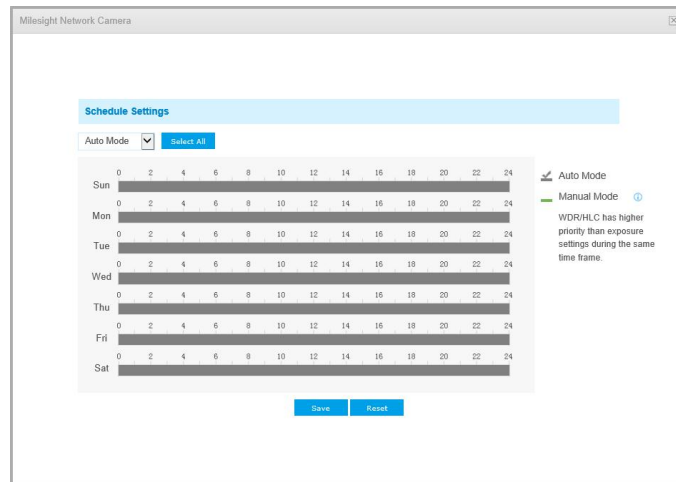 Milesight Network Camera
Schedule Settings
Auto Mode Select All
0 2 4 6 8 10 12 14 16 18 20 22 24
Sun
0 2 4 6 8 10 12 14 16 18 20 22 24
Mon
0 2 4 6 8 10 12 14 16 18 20 22 24
Tue
0 2 4 6 8 10 12 14 16 18 20 22 24
Wed
0 2 4 6 8 10 12 14 16 18 20 22 24
Thu
0 2 4 6 8 10 12 14 16 18 20 22 24
Fri
0 2 4 6 8 10 12 14 16 18 20 22 24
Sat
Auto Mode
Manual Mode
WDR/HLC has higher
priority than exposure
settings during the same
time frame.
Save Reset